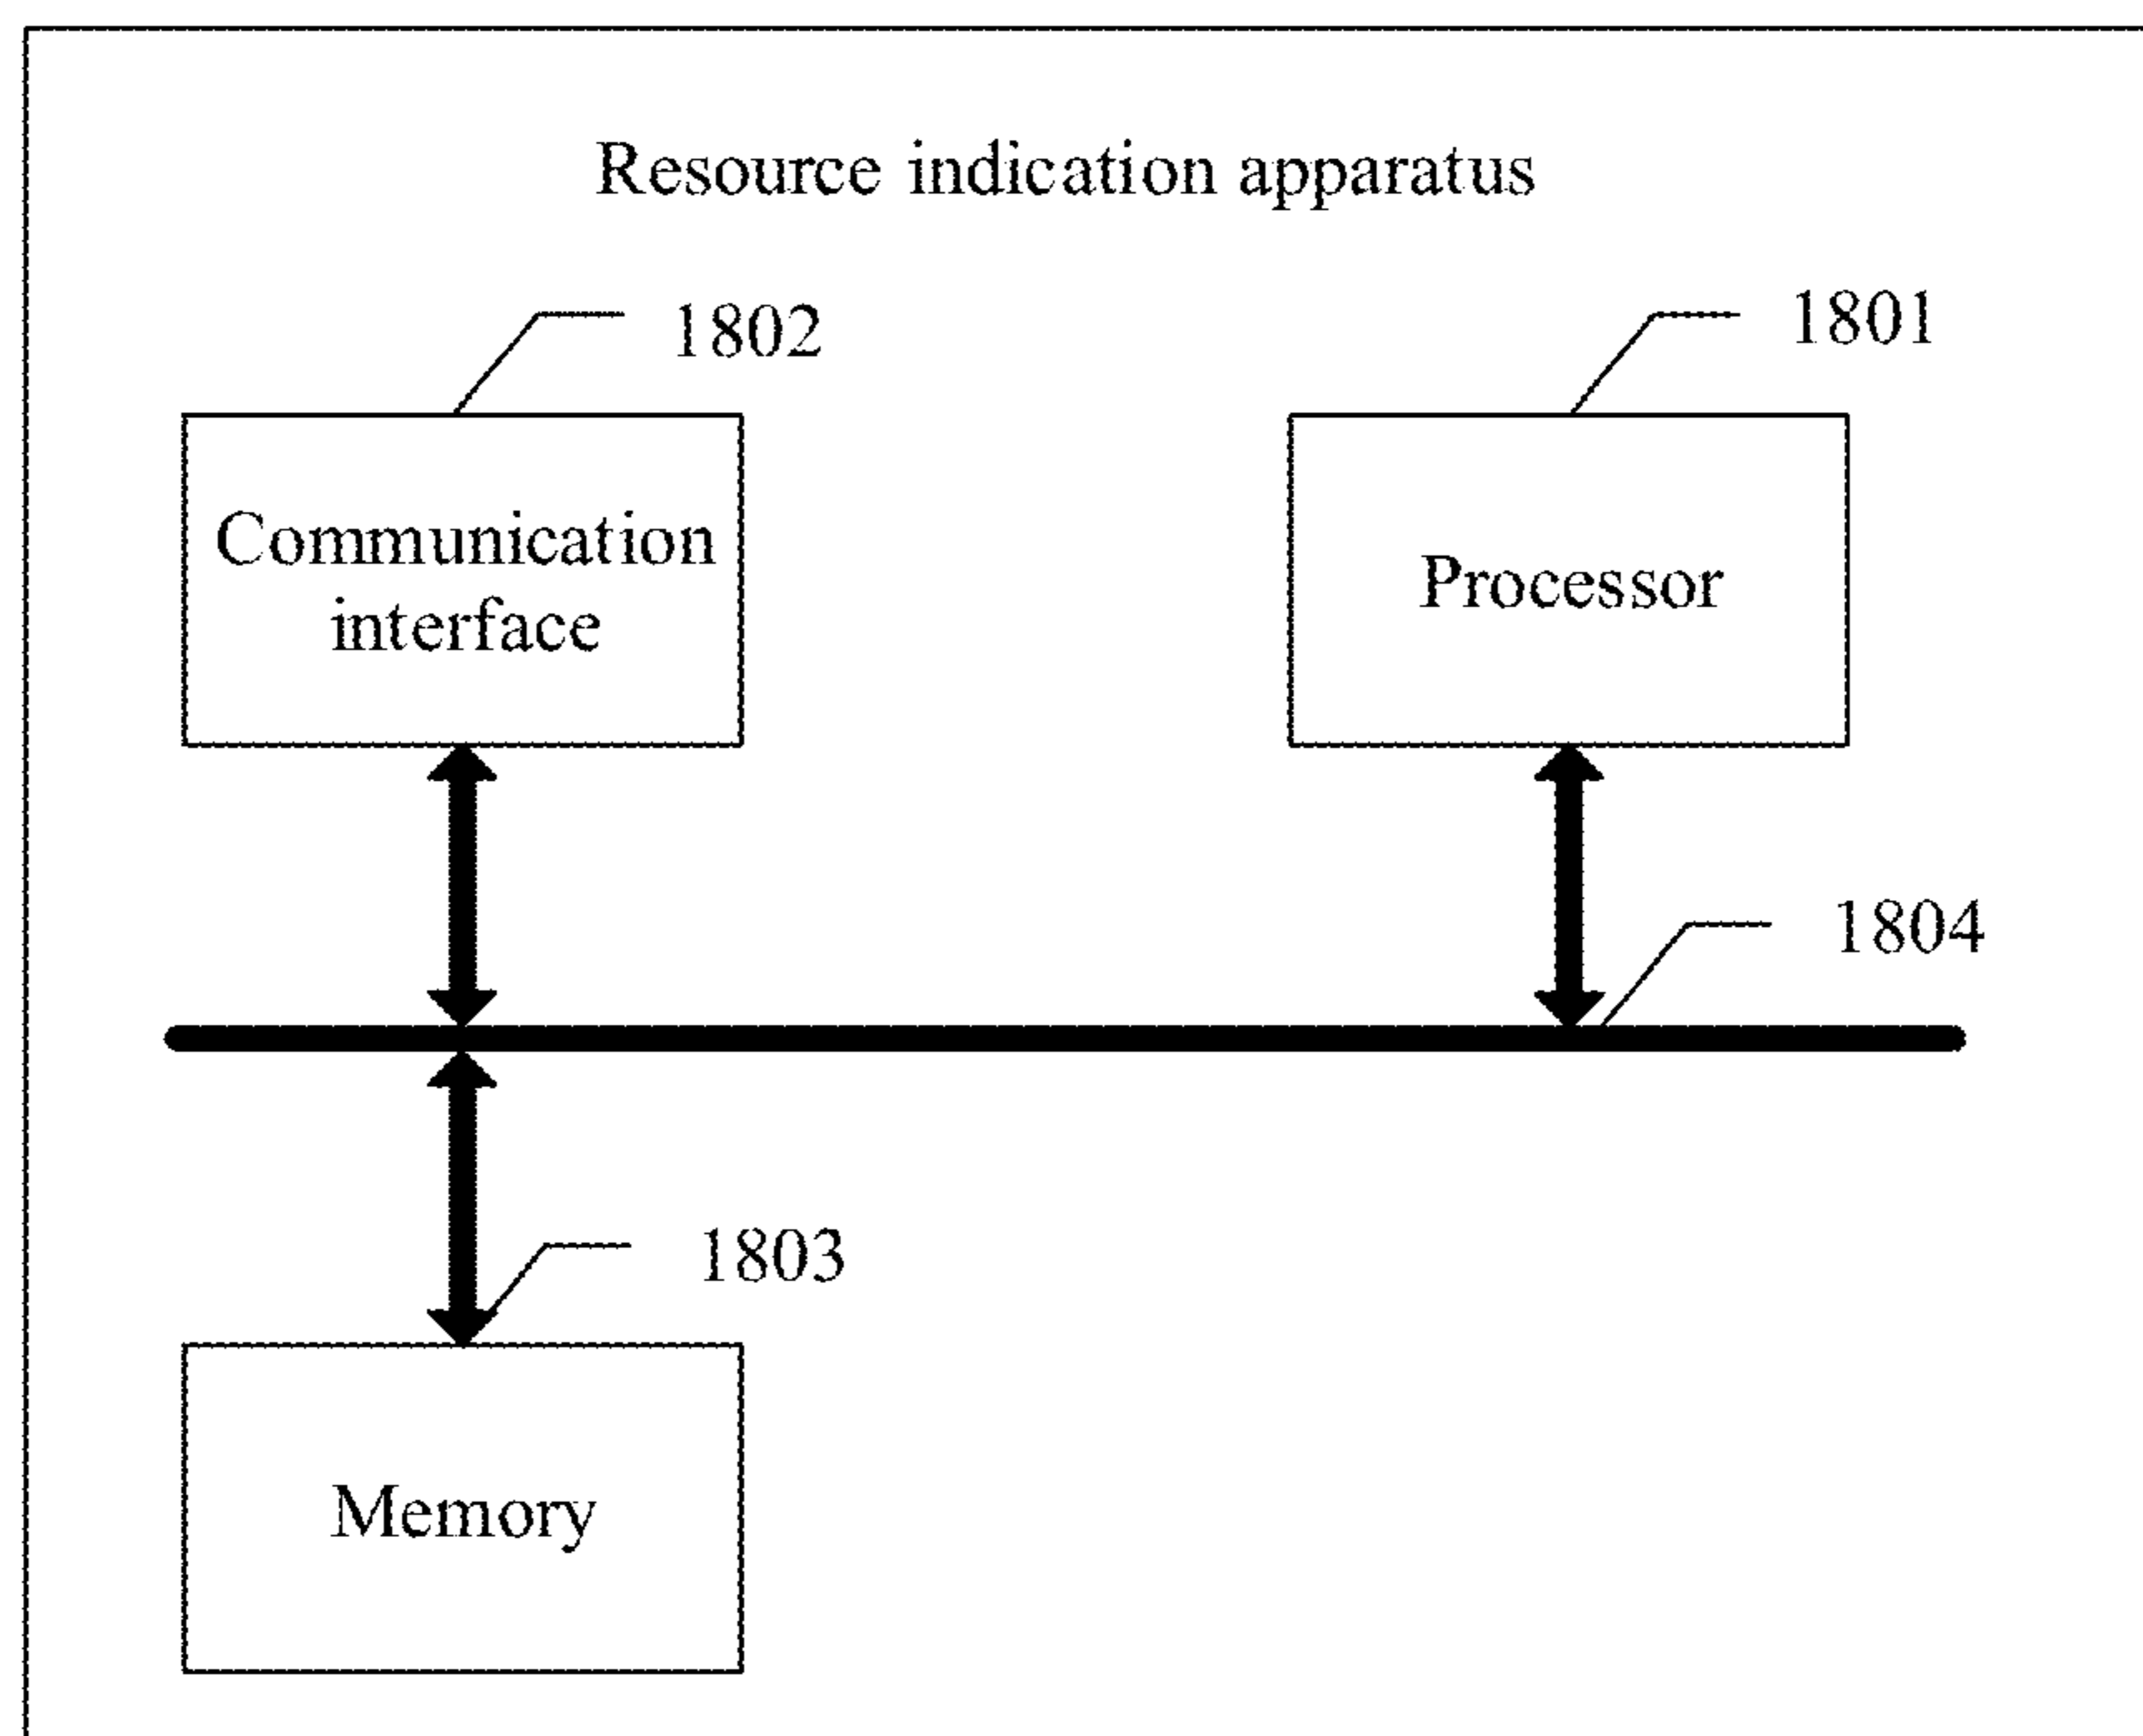 Resource indication apparatus
1802
1801
Communication
interface
Processor
1804
1803
Memory